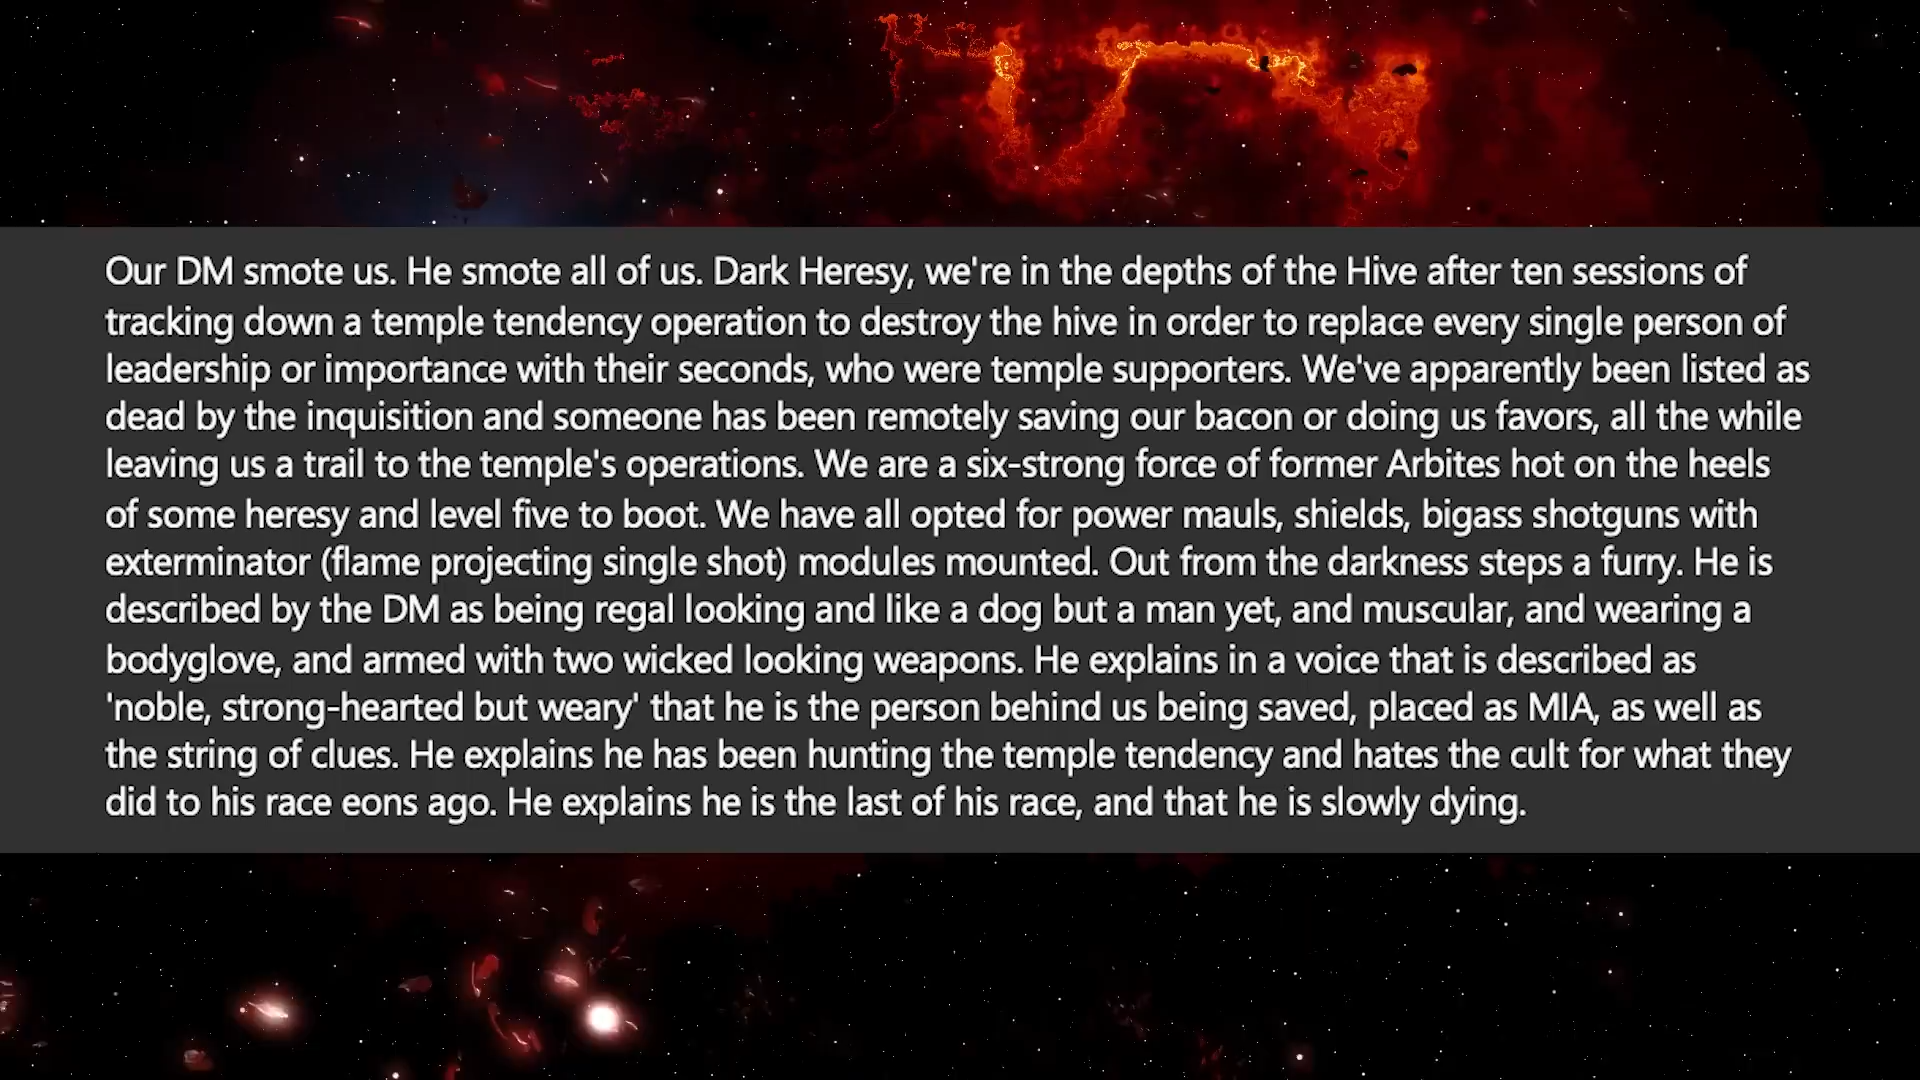 Our DM smote us. He smote all of us. Dark Heresy, we're in the depths of the Hive after ten sessions of
tracking down a temple tendency operation to destroy the hive in order to replace every single person of
leadership or importance with their seconds, who were temple supporters. We've apparently been listed as
dead by the inquisition and someone has been remotely saving our bacon or doing us favors, all the while
leaving us a trail to the temple's operations. We are a six-strong force of former Arbites hot on the heels
of some heresy and level five to boot. We have all opted for power mauls, shields, bigass shotguns with
exterminator (flame projecting single shot) modules mounted. Out from the darkness steps a furry. He is
described by the DM as being regal looking and like a dog but a man yet, and muscular, and wearing a
bodyglove, and armed with two wicked looking weapons. He explains in a voice that is described as
'noble, strong-hearted but weary' that he is the person behind us being saved, placed as MIA, as well as
the string of clues. He explains he has been hunting the temple tendency and hates the cult for what they
did to his race eons ago. He explains he is the last of his race, and that he is slowly dying.